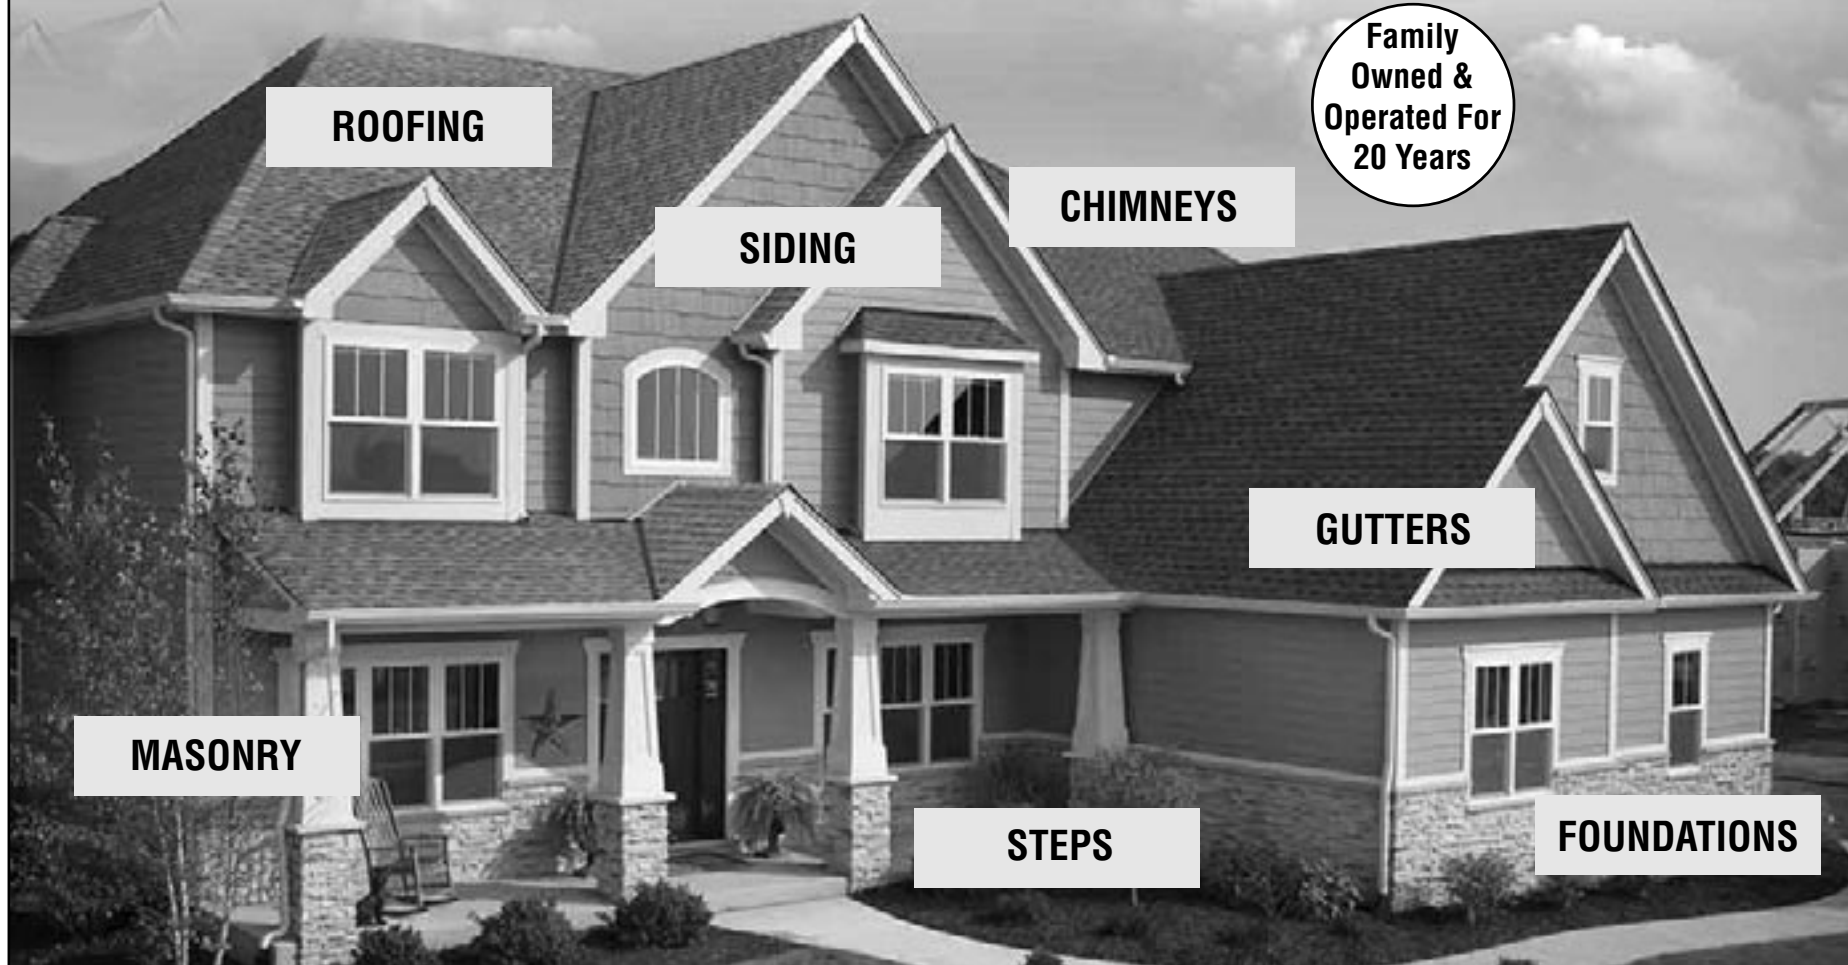 Family
Owned &
Operated For
20 Years
ROOFING
CHIMNEYS
SIDING
GUTTERS
MASONRY
STEPS
FOUNDATIONS